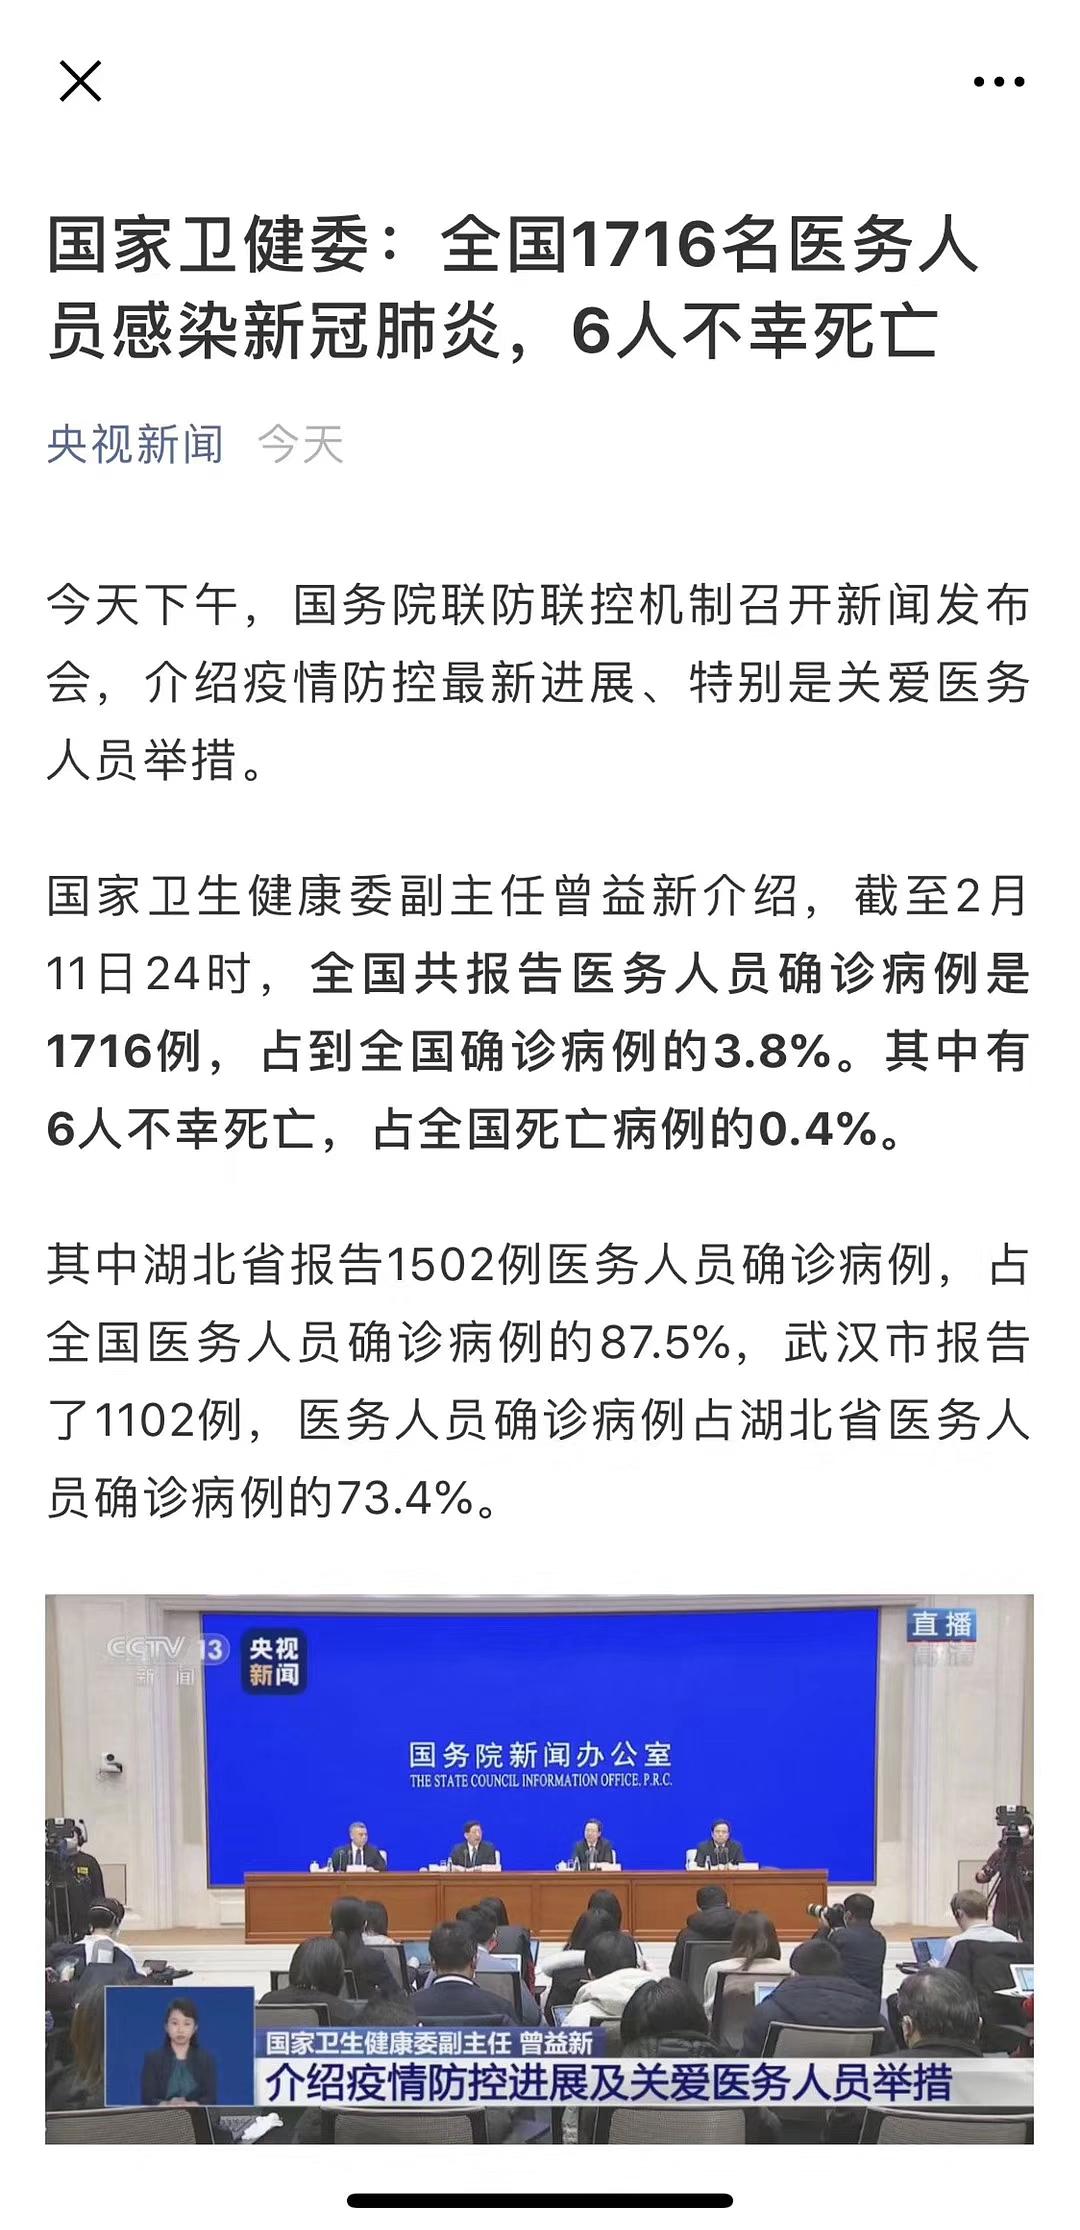 国家卫健委：全国1716名医务人
员感染新冠肺炎，6人不幸死亡
央视新闻 今天
今天下午，国务院联防联控机制召开新闻发布
会，介绍疫情防控最新进展、特别是关爱医务
人员举措。
国家卫生健康委副主任曾益新介绍，截至2月
11日24时，全国共报告医务人员确诊病例是
1716例，占到全国确诊病例的3.8%。其中有
6人不幸死亡，占全国死亡病例的0.4%。
其中湖北省报告1502例医务人员确诊病例，占
全国医务人员确诊病例的87.5%，武汉市报告
了1102例，医务人员确诊病例占湖北省医务人
员确诊病例的73.4%。
CCTV 13
新闻
央视
新闻
直播
高清
国务院新闻办公室
THE STATE COUNCIL INFORMATION OFFICE, P.R.C.
国家卫生健康委副主任 曾益新
介绍疫情防控进展及关爱医务人员举措